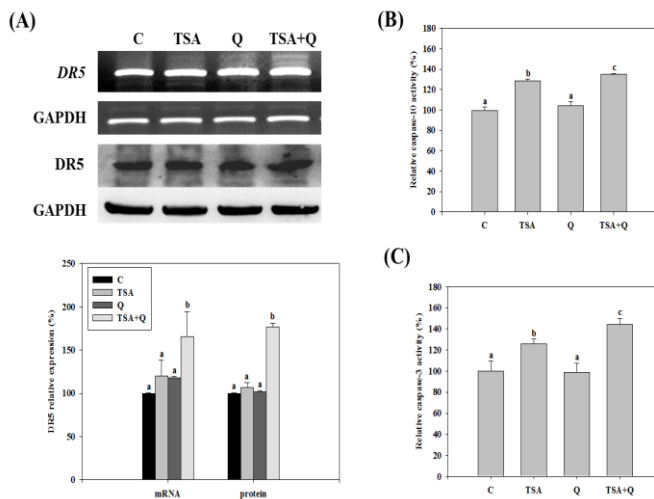 (A)
C TSA Q TSA+Q
DR5
GAPDH
DR5
GAPDH
DR5 relative expression (%)
250
200
150
100
50
0
C
TSA
Q
TSA+Q
a a a b a a a b
mRNA protein
(B)
Relative caspase-10 activity (%)
180
160
140
120
100
80
60
40
20
0
a b a c
C TSA Q TSA+Q
(C)
Relative caspase-3 activity (%)
180
160
140
120
100
80
60
40
20
0
a b a c
C TSA Q TSA+Q